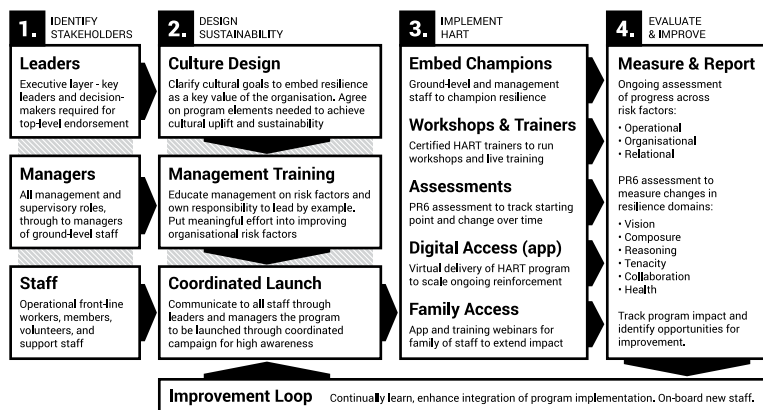 1. IDENTIFY
STAKEHOLDERS
Leaders
Executive layer - key
leaders and decision-
makers required for
top-level endorsement
Managers
All management and
supervisory roles,
through to managers
of ground-level staff
Staff
Operational front-line
workers, members,
volunteers, and
support staff
2. DESIGN
SUSTAINABILITY
Culture Design
Clarify cultural goals to embed resilience
as a key value of the organisation. Agree
on program elements needed to achieve
cultural uplift and sustainability
Management Training
Educate management on risk factors and
own responsibility to lead by example.
Put meaningful effort into improving
organisational risk factors
Coordinated Launch
Communicate to all staff through
leaders and managers the program
to be launched through coordinated
campaign for high awareness
3. IMPLEMENT
HART
Embed Champions
Ground-level and management
staff to champion resilience
Workshops & Trainers
Certified HART trainers to run
workshops and live training
Assessments
PR6 assessment to track starting
point and change over time
Digital Access (app)
Virtual delivery of HART program
to scale ongoing reinforcement
Family Access
App and training webinars for
family of staff to extend impact
4. EVALUATE
& IMPROVE
Measure & Report
Ongoing assessment
of progress across
risk factors:
• Operational
• Organisational
• Relational
PR6 assessment to
measure changes in
resilience domains:
• Vision
• Composure
• Reasoning
• Tenacity
• Collaboration
• Health
Track program impact and
identify opportunities for
improvement.
Improvement Loop Continually learn, enhance integration of program implementation. On-board new staff.